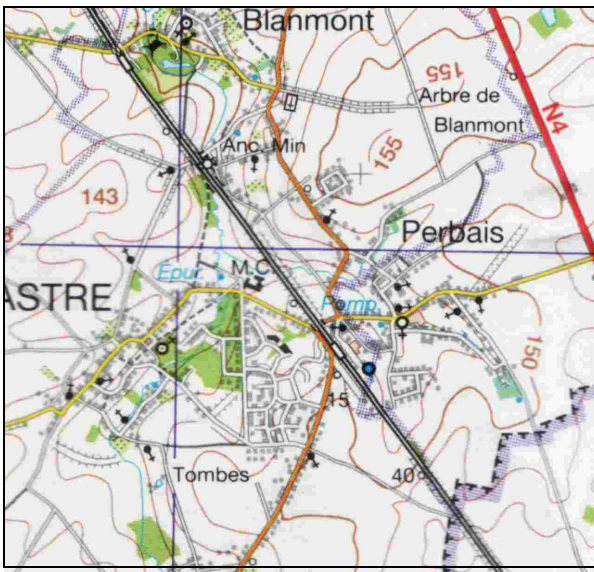 Blanmont
155
Arbre de
Blanmont
N4
Anc. Min
155
143
Perbais
Epur.
M.C.
ASTRE
Pomp.
150
15
Tombes
40